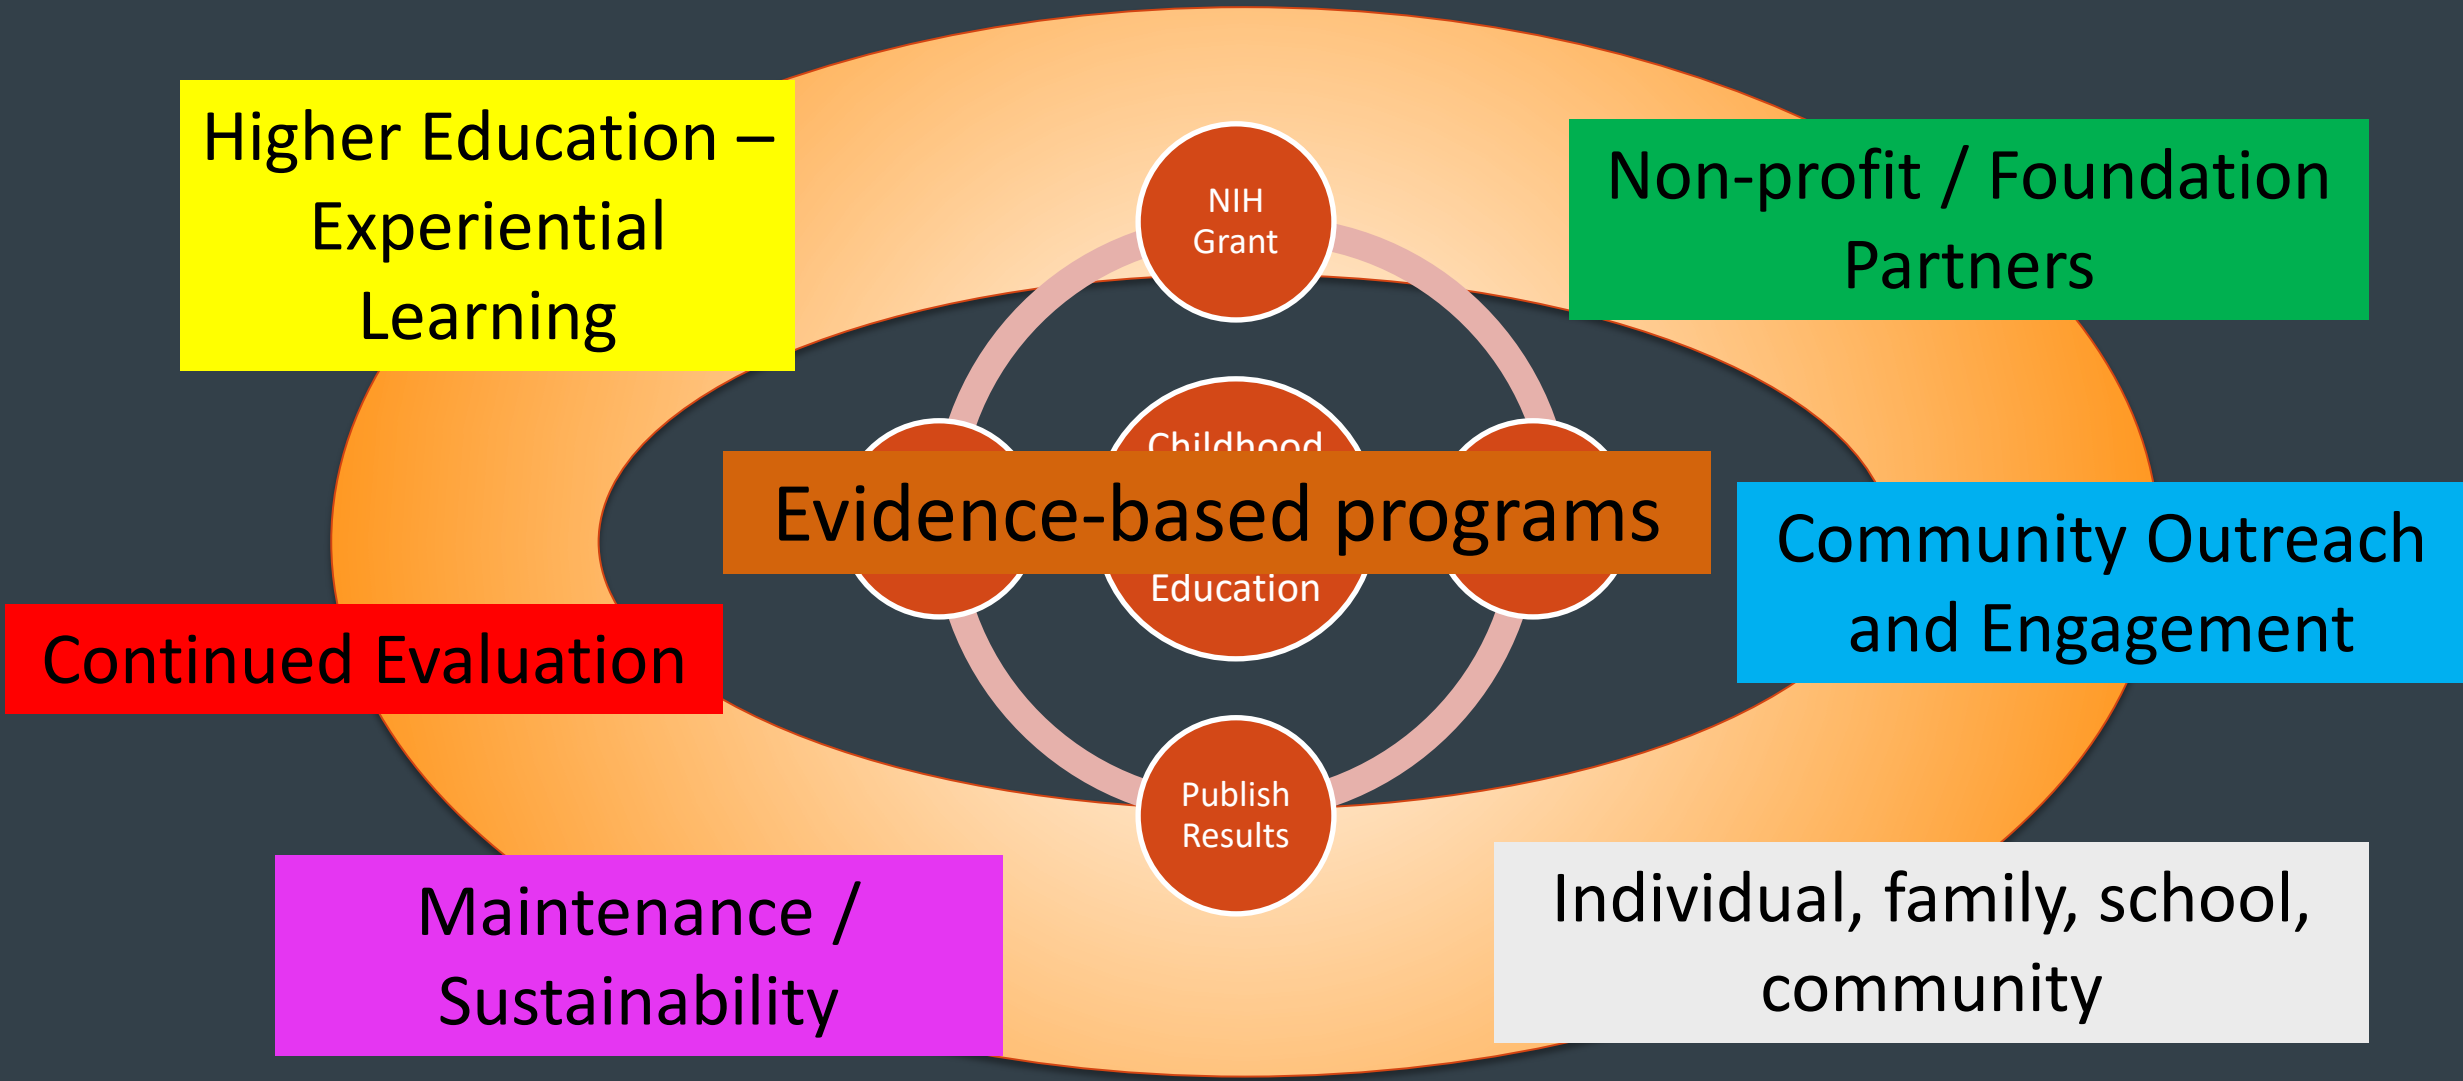 Higher Education –
Experiential
Learning
Non-profit / Foundation
Partners
NIH
Grant
Childhood
Evidence-based programs
Education
Community Outreach
and Engagement
Continued Evaluation
Publish
Results
Maintenance /
Sustainability
Individual, family, school,
community